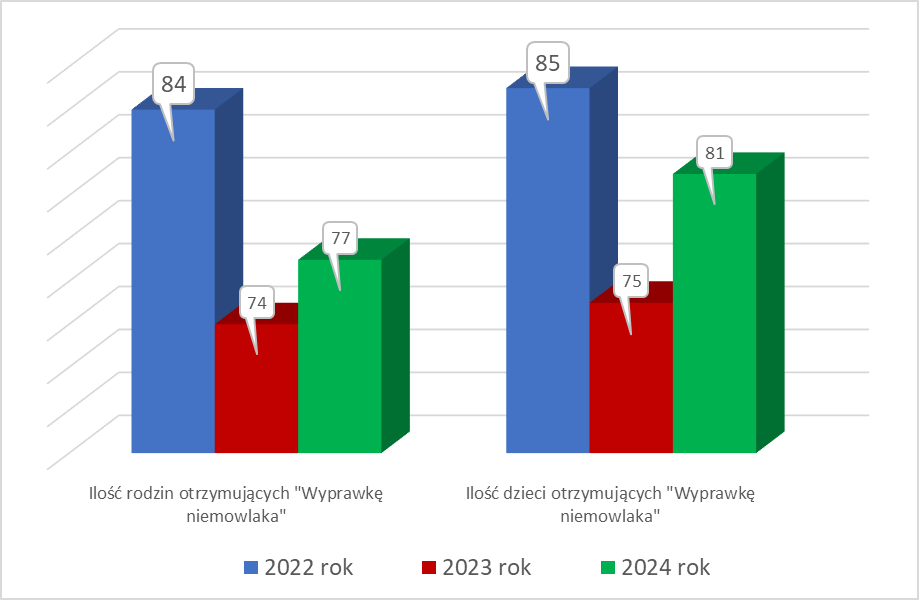 84
74
77
85
75
81
Ilość rodzin otrzymujących "Wyprawkę
niemowlaka"
Ilość dzieci otrzymujących "Wyprawkę
niemowlaka"
2022 rok
2023 rok
2024 rok